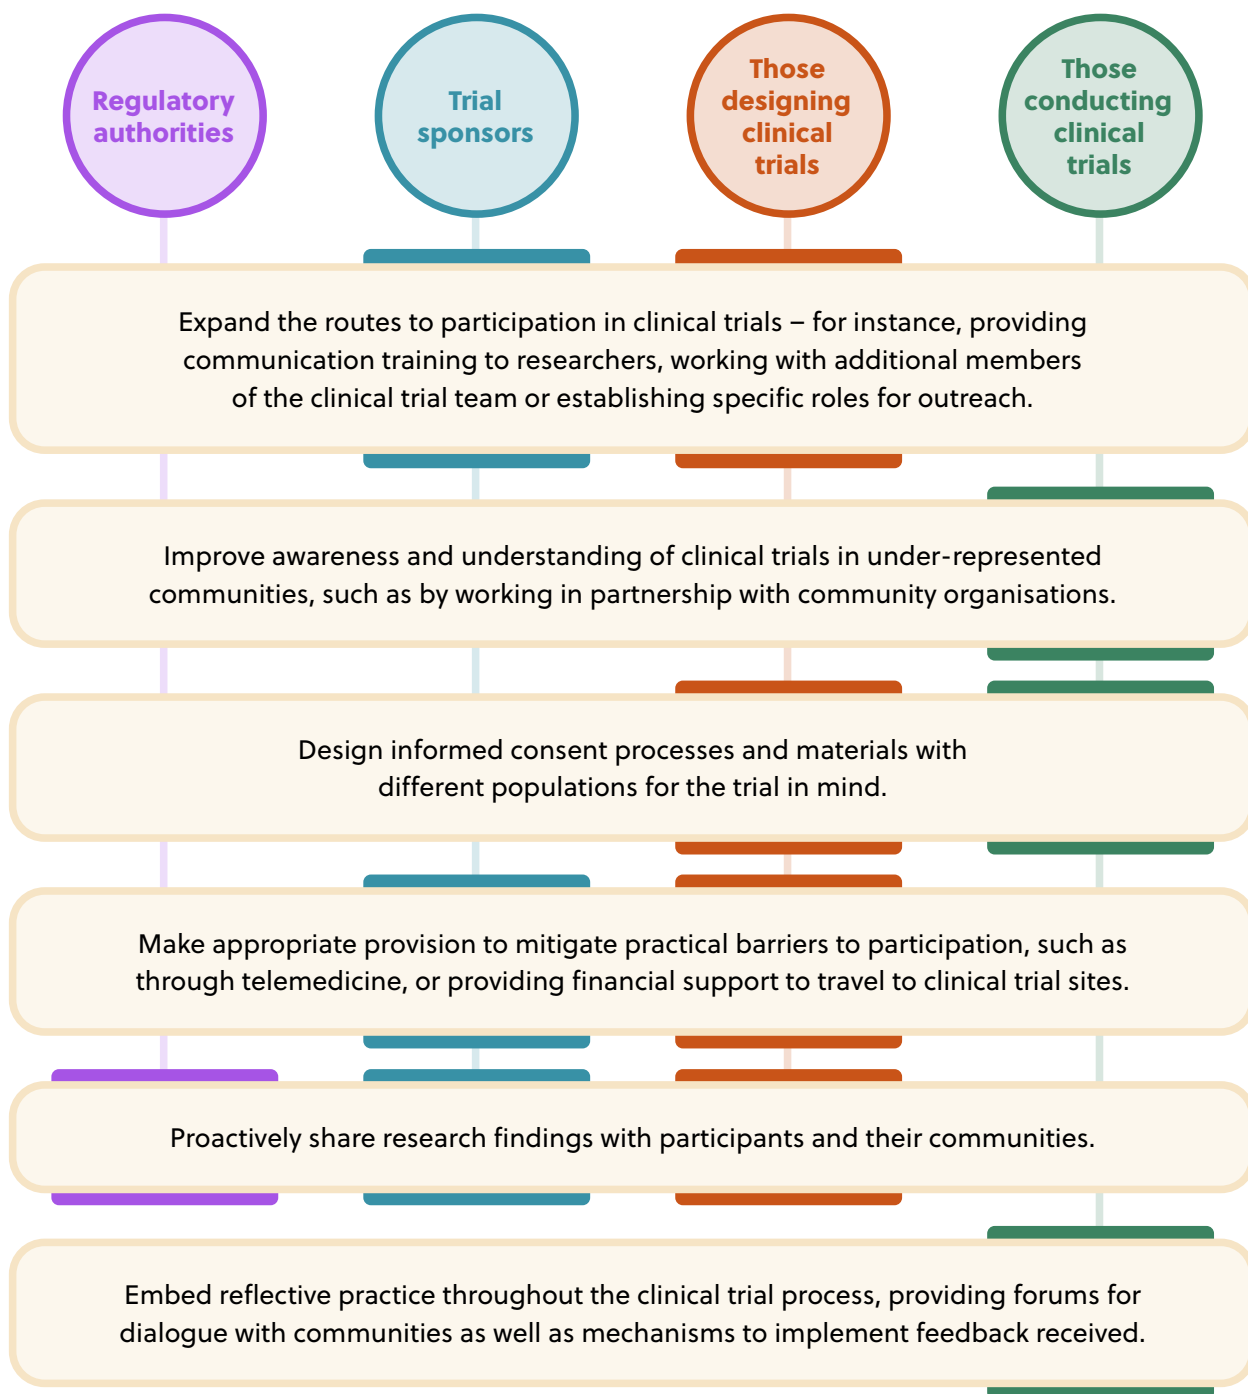 Regulatory
authorities
Trial
sponsors
Those
designing
clinical
trials
Those
conducting
clinical
trials
Expand the routes to participation in clinical trials – for instance, providing
communication training to researchers, working with additional members
of the clinical trial team or establishing specific roles for outreach.
Improve awareness and understanding of clinical trials in under-represented
communities, such as by working in partnership with community organisations.
Design informed consent processes and materials with
different populations for the trial in mind.
Make appropriate provision to mitigate practical barriers to participation, such as
through telemedicine, or providing financial support to travel to clinical trial sites.
Proactively share research findings with participants and their communities.
Embed reflective practice throughout the clinical trial process, providing forums for
dialogue with communities as well as mechanisms to implement feedback received.